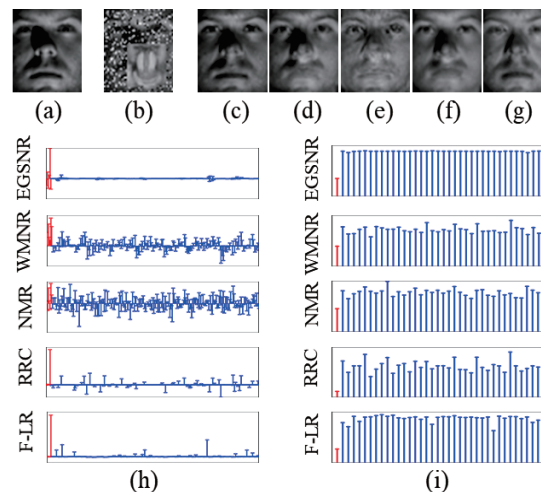 (a) (b) (c) (d) (e) (f) (g)
EGSNR EGSNR
WMNR WMNR
NMR NMR
RRC RRC
F-LR F-LR
(h) (i)